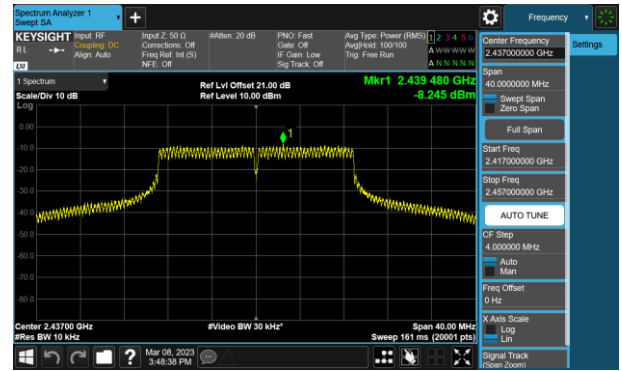 Spectrum Analyzer 1
Swept SA
Frequency
KEYSIGHT
Input: RF
Input Z: 50 Ω
#Atten: 20 dB
PNO: Fast
Avg Type: Power (RMS)
1 2 3 4 5 6
RL
Coupling: DC
Corrections: Off
Gate: Off
Avg|Hold: 100/100
A W W W W W
Align: Auto
Freq Ref: Int (S)
IF Gain: Low
Trig: Free Run
NFE: Off
Sig Track: Off
A N N N N N
LXI
1 Spectrum
Ref Lvl Offset 21.00 dB
Mkr1 2.439 480 GHz
Scale/Div 10 dB
Ref Level 10.00 dBm
-8.245 dBm
Log
1
0.00
-10.0
-20.0
-30.0
-40.0
-50.0
-60.0
-70.0
-80.0
Center 2.43700 GHz
#Video BW 30 kHz*
Span 40.00 MHz
#Res BW 10 kHz
Sweep 161 ms (20001 pts)
Mar 08, 2023
3:48:38 PM
Center Frequency
2.437000000 GHz
Settings
Span
40.0000000 MHz
Swept Span
Zero Span
Full Span
Start Freq
2.417000000 GHz
Stop Freq
2.457000000 GHz
AUTO TUNE
CF Step
4.000000 MHz
Auto
Man
Freq Offset
0 Hz
X Axis Scale
Log
Lin
Signal Track
(Span Zoom)